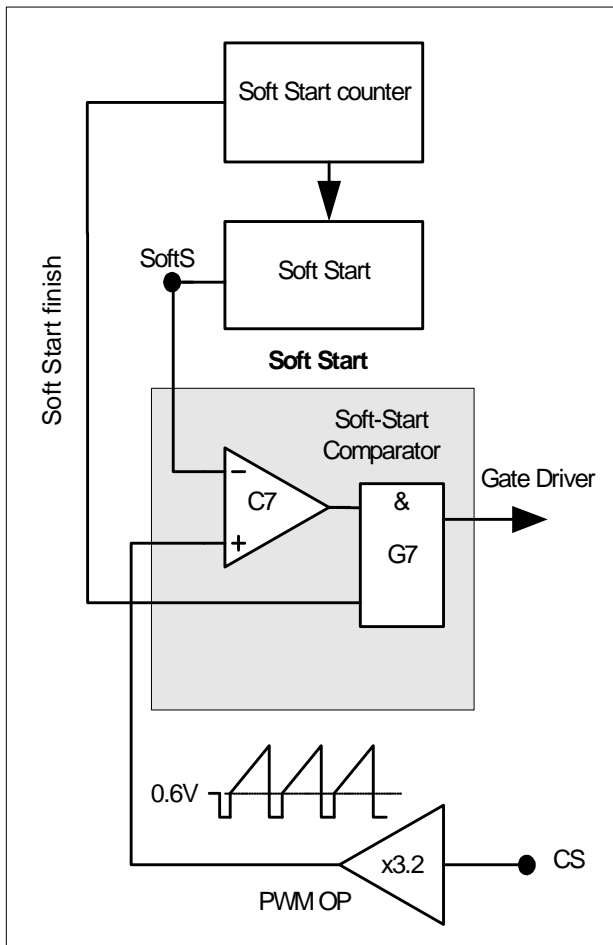 Soft Start counter
SoftS
Soft Start
Soft Start finish
Soft Start
Soft-Start
Comparator
Gate Driver
−
C7
+
&
G7
0.6V
x3.2
CS
PWM OP